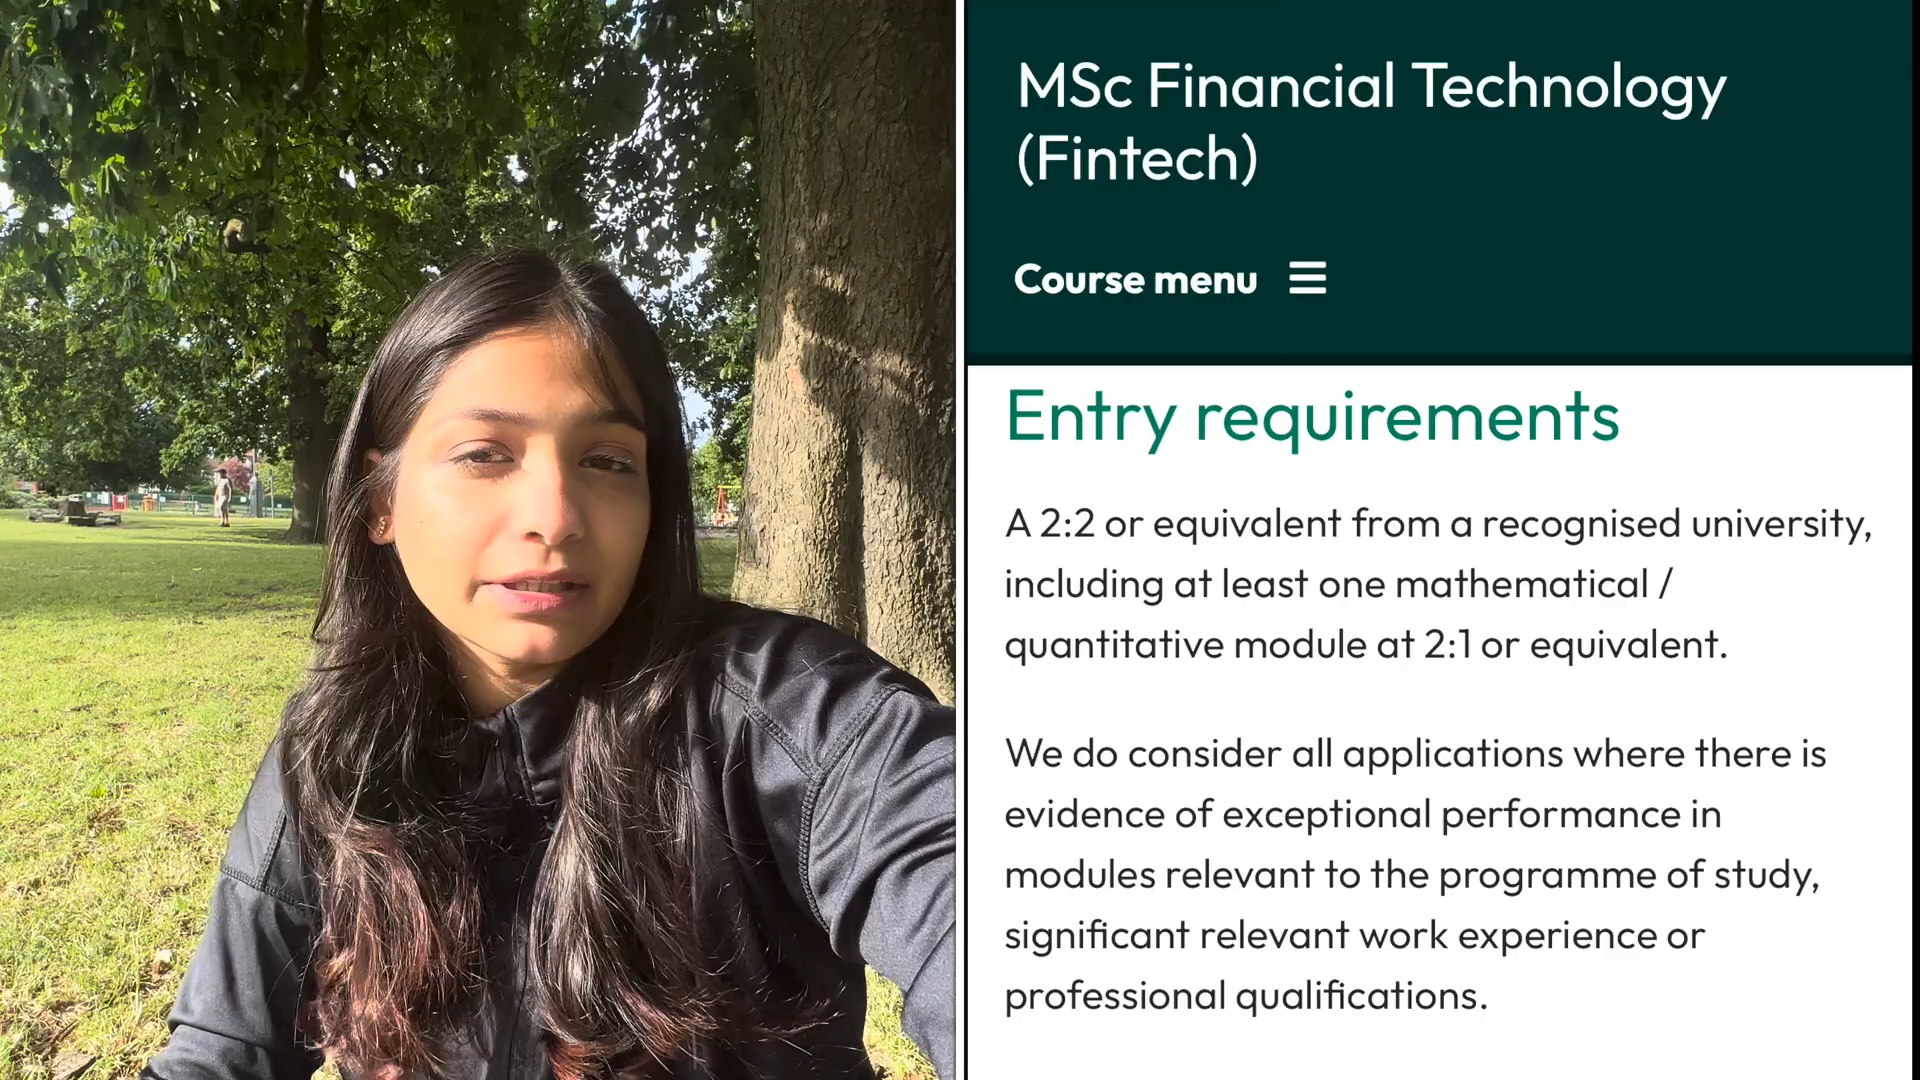 MSc Financial Technology
(Fintech)
Course menu
Entry requirements
A 2:2 or equivalent from a recognised university,
including at least one mathematical /
quantitative module at 2:1 or equivalent.
We do consider all applications where there is
evidence of exceptional performance in
modules relevant to the programme of study,
significant relevant work experience or
professional qualifications.